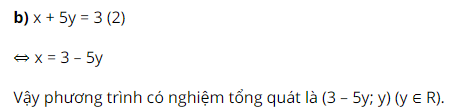 b) x + 5y = 3 (2)
⇔ x = 3 – 5y
Vậy phương trình có nghiệm tổng quát là (3 – 5y; y) (y ∈ R).